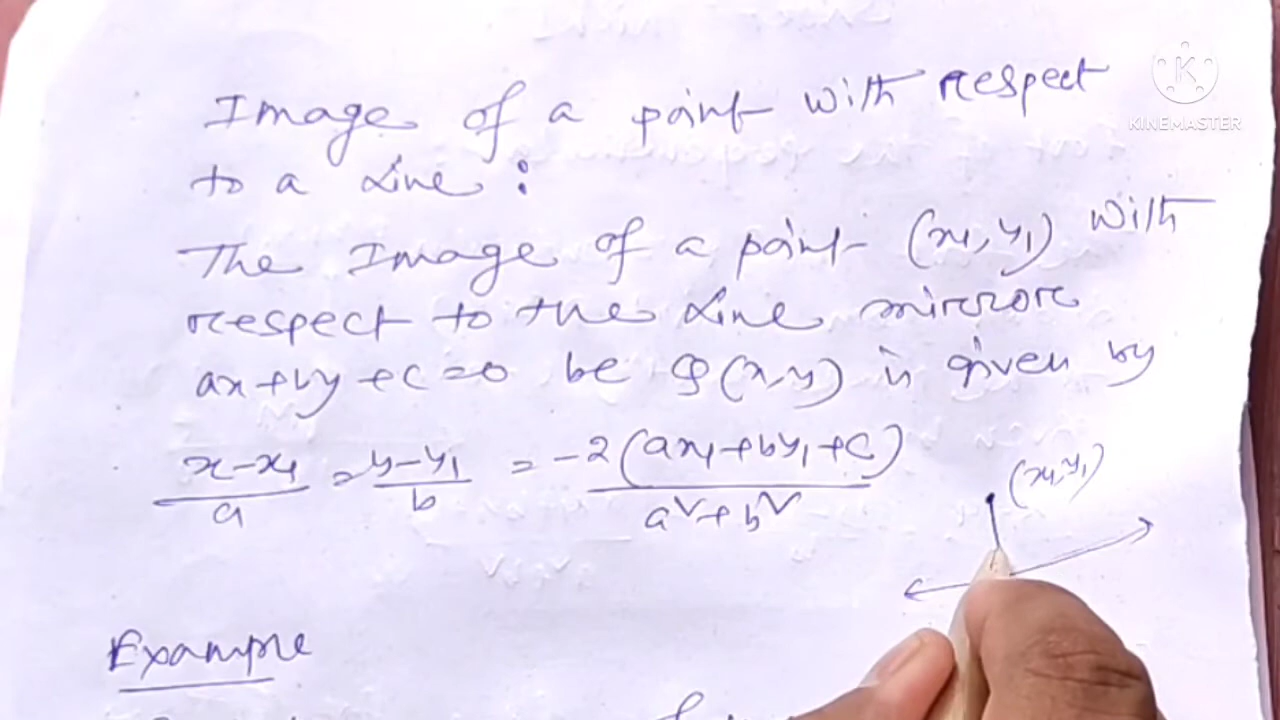 Image of a point with respect
to a Line :
The Image of a point (x₁, y₁) with
respect to the Line mirror
ax+by+c=0 be Q(x,y) is given by
x-x₁/a = y-y₁/b = -2(ax₁+by₁+c)/a²+b²
(x₁,y₁)
Example
K
KINEMASTER